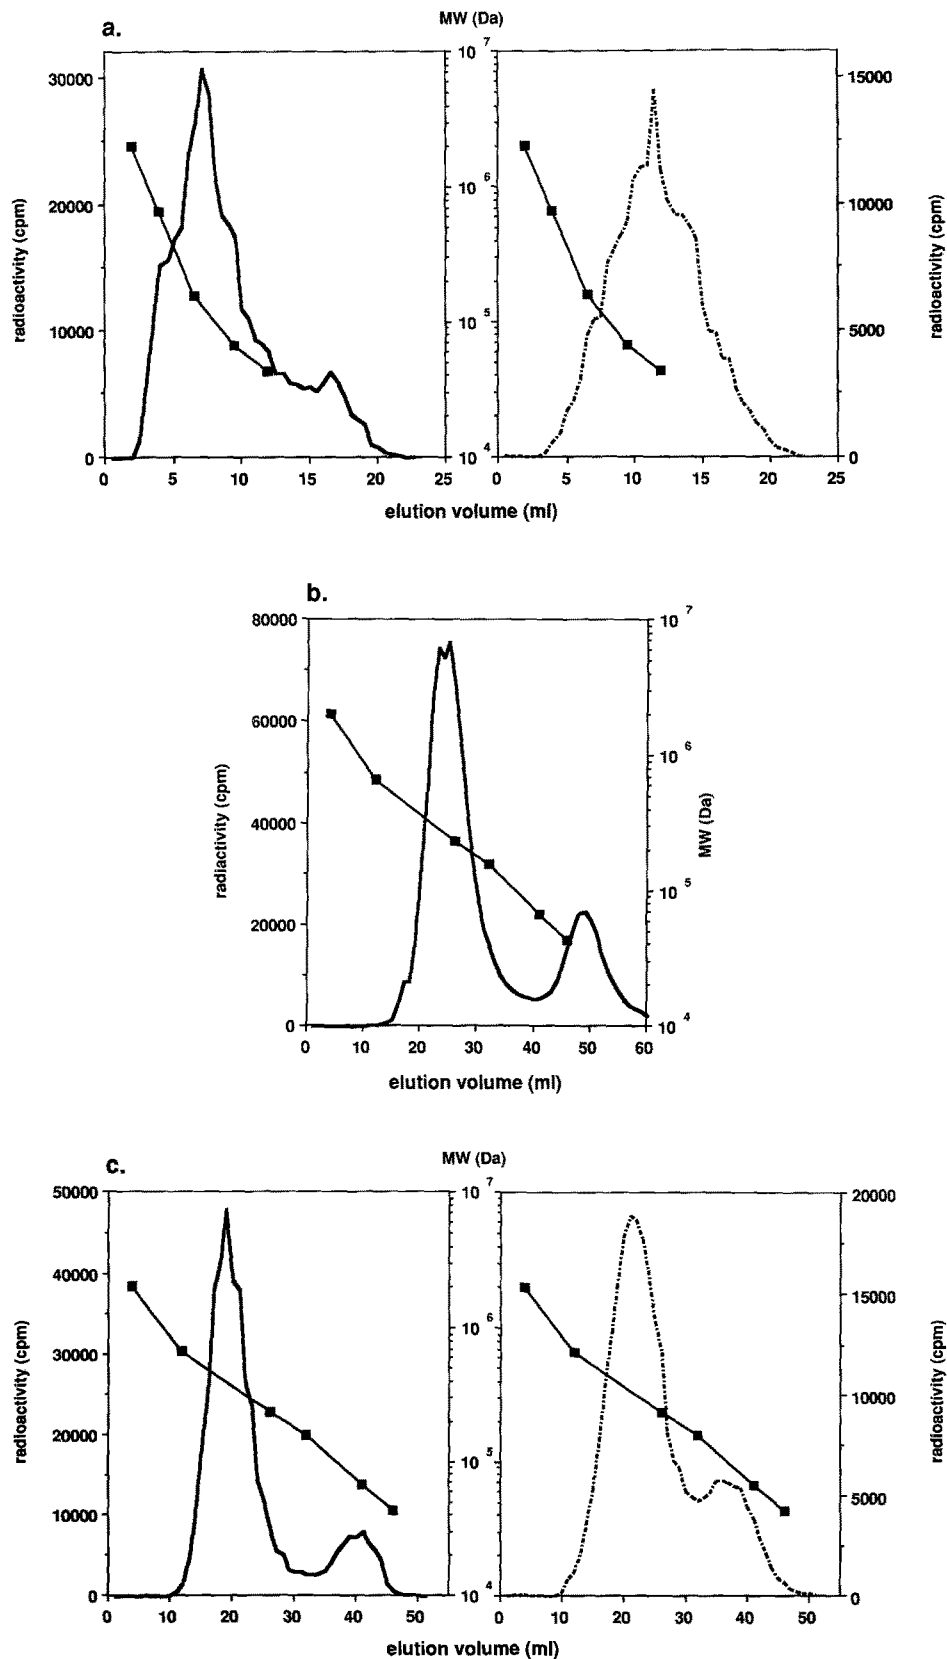 a.
MW (Da)
30000
20000
10000
0
radioactivity (cpm)
10 7
10 6
10 5
10 4
15000
10000
5000
0
radioactivity (cpm)
0 5 10 15 20 25
0 5 10 15 20 25
elution volume (ml)
b.
80000
60000
40000
20000
0
radiactivity (cpm)
10 7
10 6
10 5
10 4
MW (Da)
0 10 20 30 40 50 60
elution volume (ml)
c.
MW (Da)
50000
40000
30000
20000
10000
0
radioactivity (cpm)
10 7
10 6
10 5
10 4
20000
15000
10000
5000
0
radioactivity (cpm)
0 10 20 30 40 50
0 10 20 30 40 50
elution volume (ml)